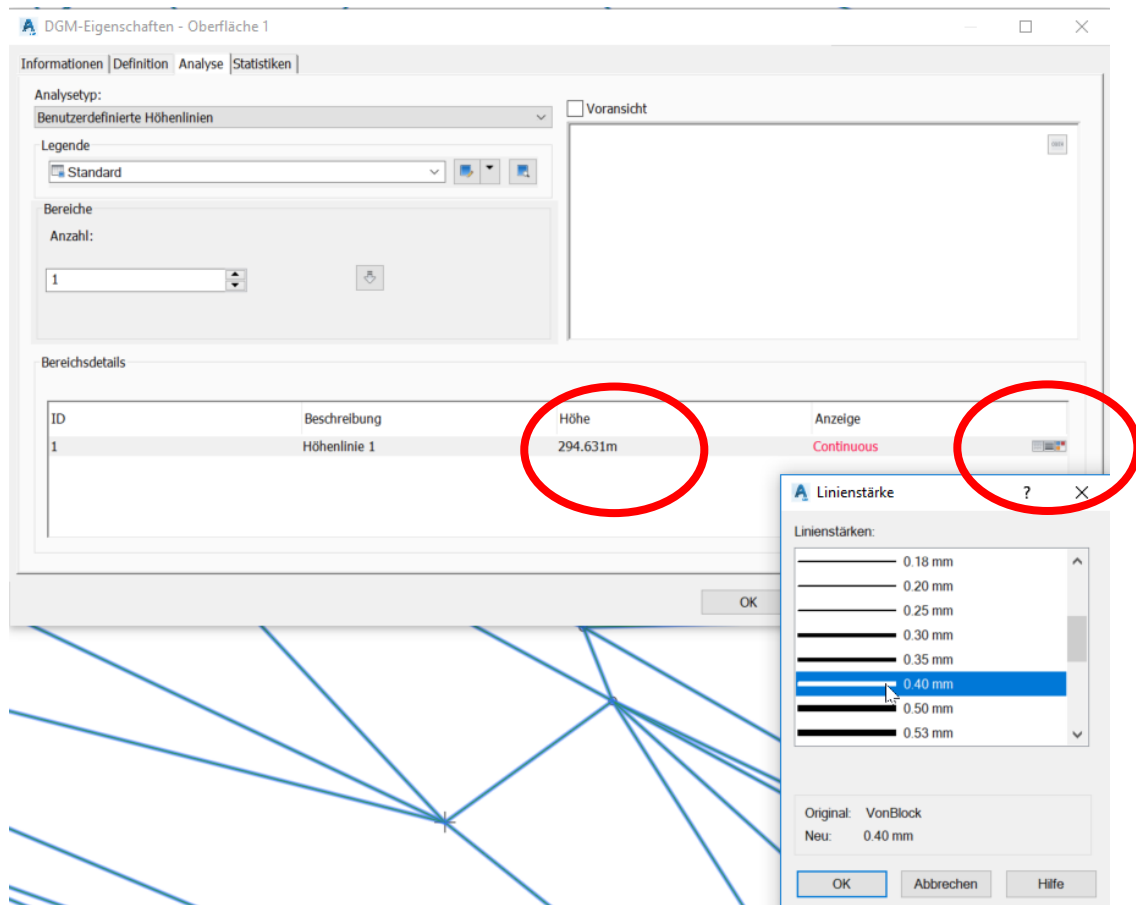 DGM-Eigenschaften - Oberfläche 1
Informationen Definition Analyse Statistiken
Analysetyp:
Benutzerdefinierte Höhenlinien
Voransicht
Legende
Standard
Bereiche
Anzahl:
1
Bereichsdetails
ID Beschreibung Höhe Anzeige
1 Höhenlinie 1 294.631m Continuous
OK
Linienstärke ?
Linienstärken:
0.18 mm
0.20 mm
0.25 mm
0.30 mm
0.35 mm
0.40 mm
0.50 mm
0.53 mm
Original: VonBlock
Neu: 0.40 mm
OK Abbrechen Hilfe